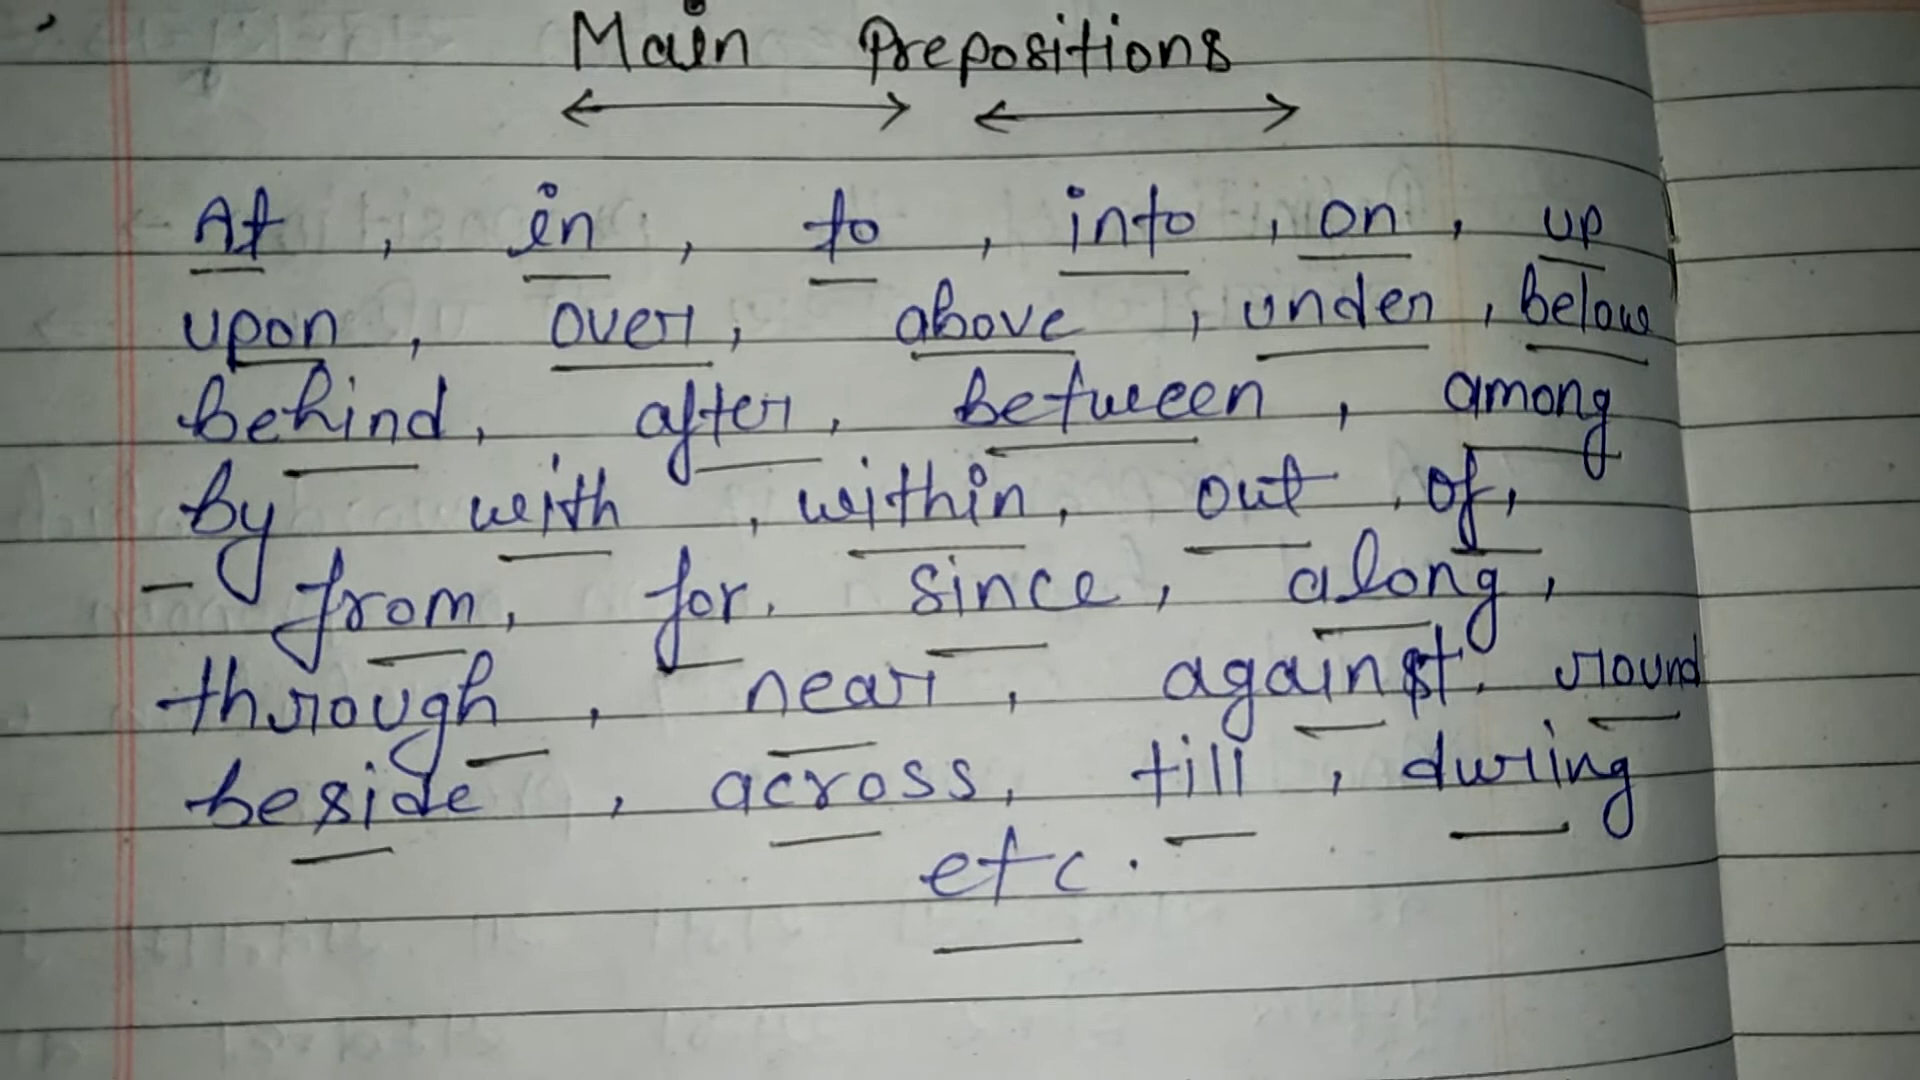 Main Prepositions
At, in, to, into, on, up
upon, over, above, under, below
behind, after, between, among
by with, within, out of,
from, for, since, along,
through, near, against, round
beside, across, till, during
etc.